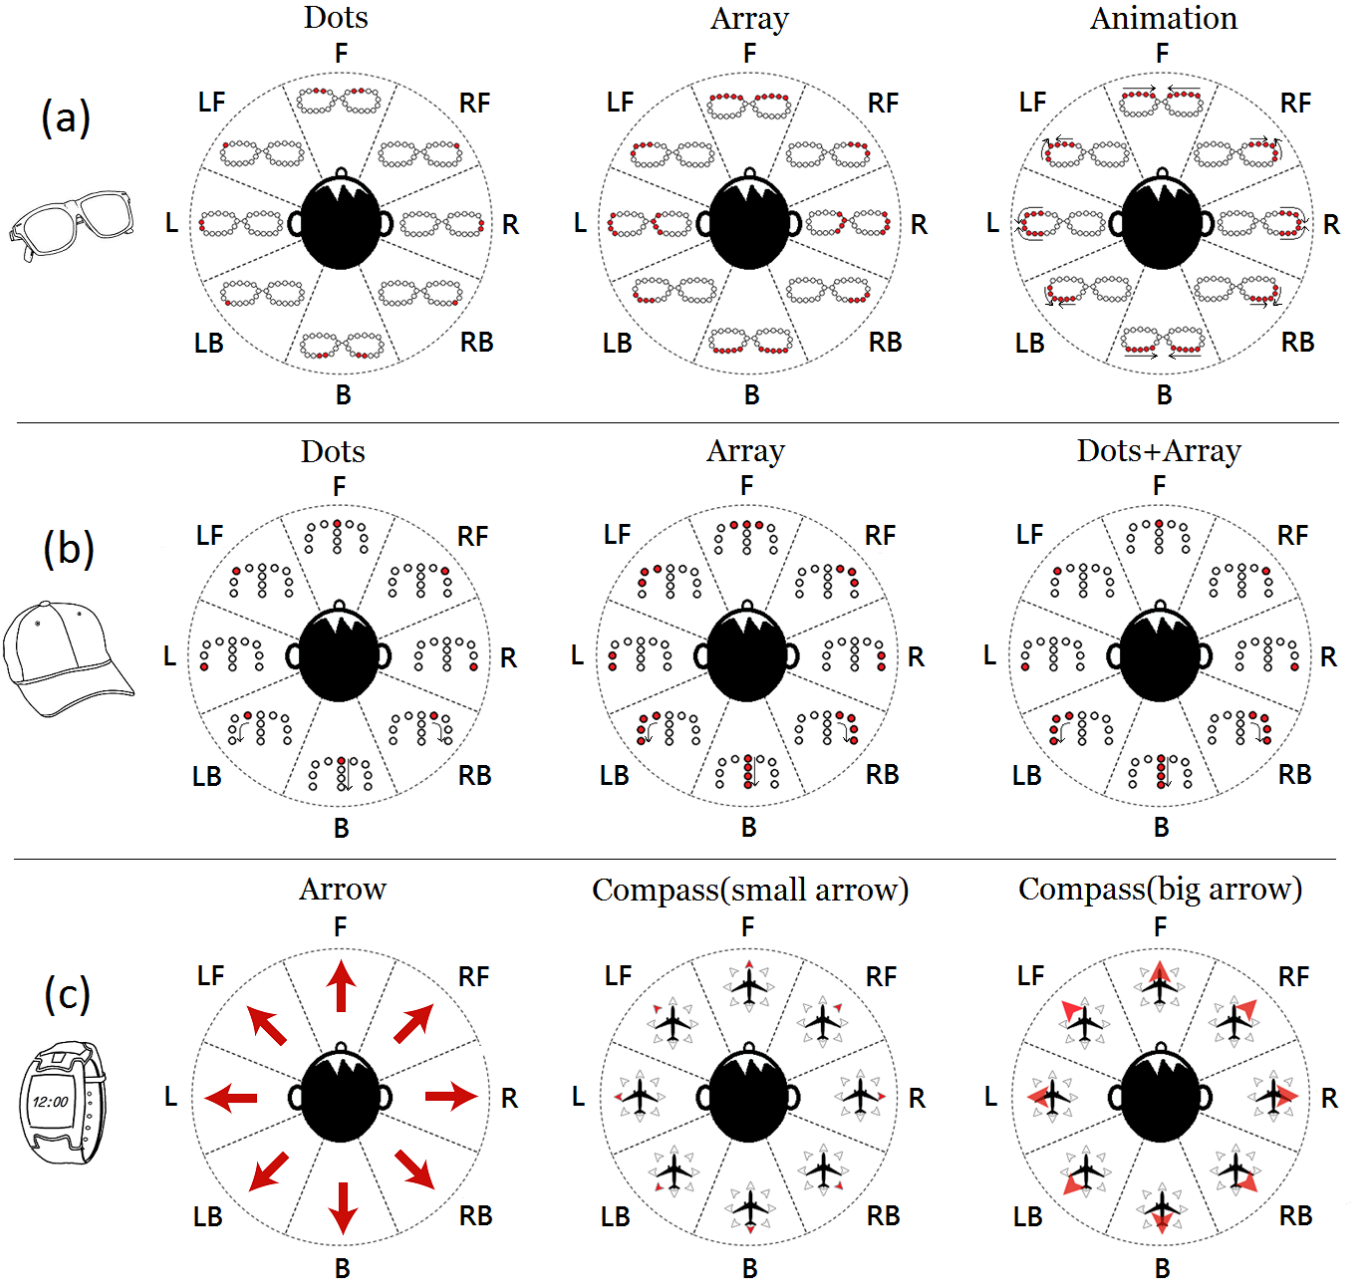 Dots Array Animation
F F F
(a) LF RF LF RF LF RF
L R L R L R
LB RB LB RB LB RB
B B B
Dots Array Dots+Array
F F F
(b) LF RF LF RF LF RF
L R L R L R
LB RB LB RB LB RB
B B B
Arrow Compass(small arrow) Compass(big arrow)
F F F
(c) LF RF LF RF LF RF
12:00 L R L R L R
LB RB LB RB LB RB
B B B